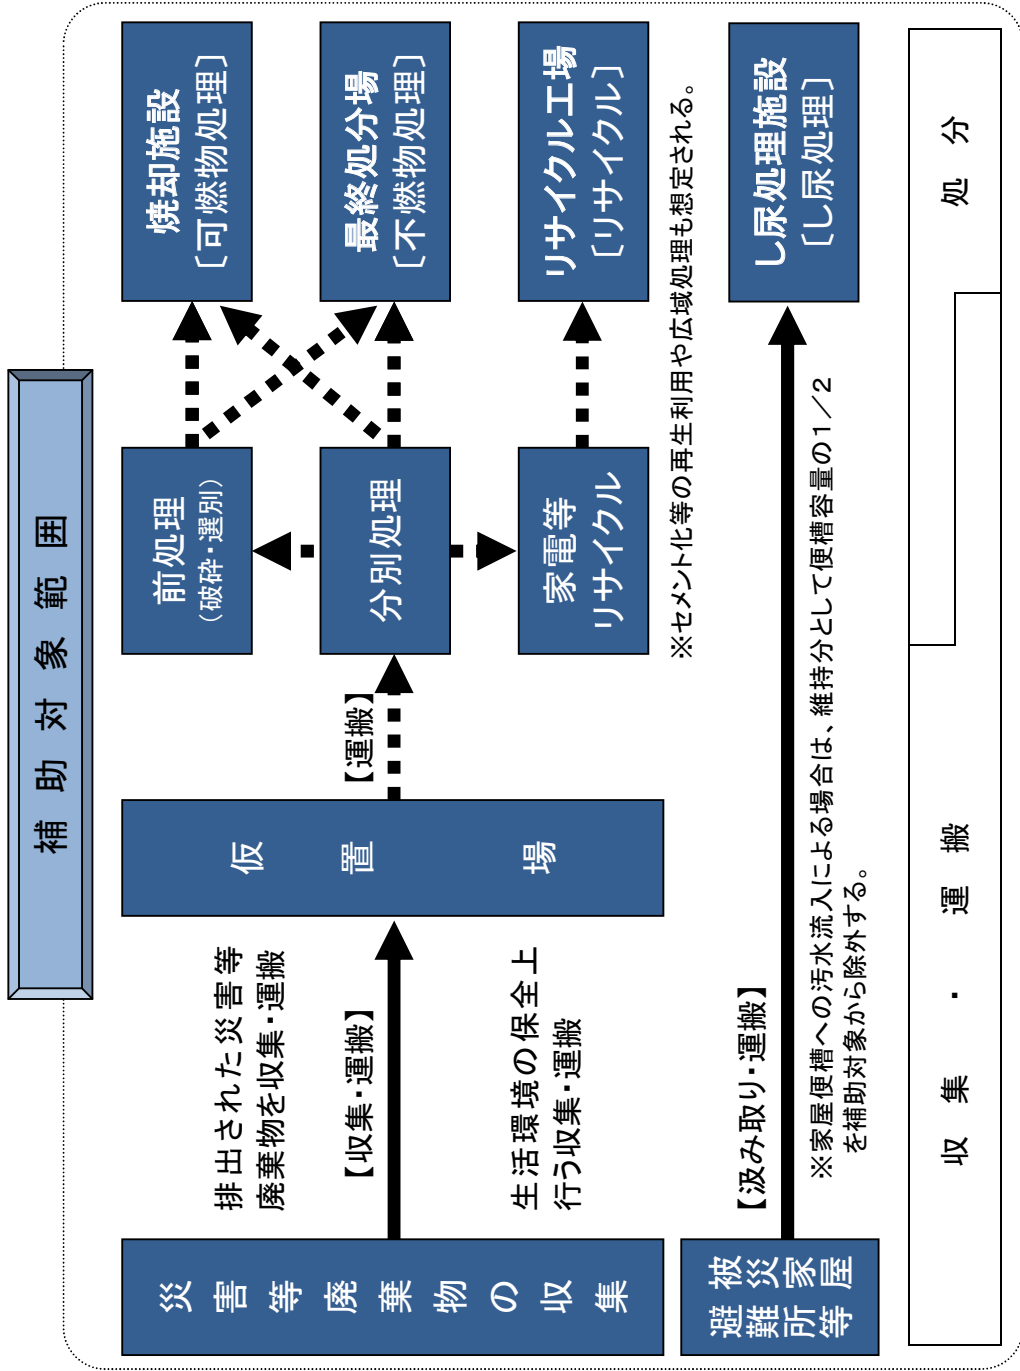 補助対象範囲
災害等廃棄物の収集
排出された災害等
廃棄物を収集・運搬
【収集・運搬】
生活環境の保全上
行う収集・運搬
仮置場
【運搬】
前処理
（破砕・選別）
分別処理
家電等
リサイクル
焼却施設
［可燃物処理］
最終処分場
［不燃物処理］
リサイクル工場
［リサイクル］
※セメント化等の再生利用や広域処理も想定される。
被災家屋
避難所等
【汲み取り・運搬】
し尿処理施設
［し尿処理］
※家屋便槽への汚水流入による場合は、維持分として便槽容量の１／２
を補助対象から除外する。
収集・運搬
処分